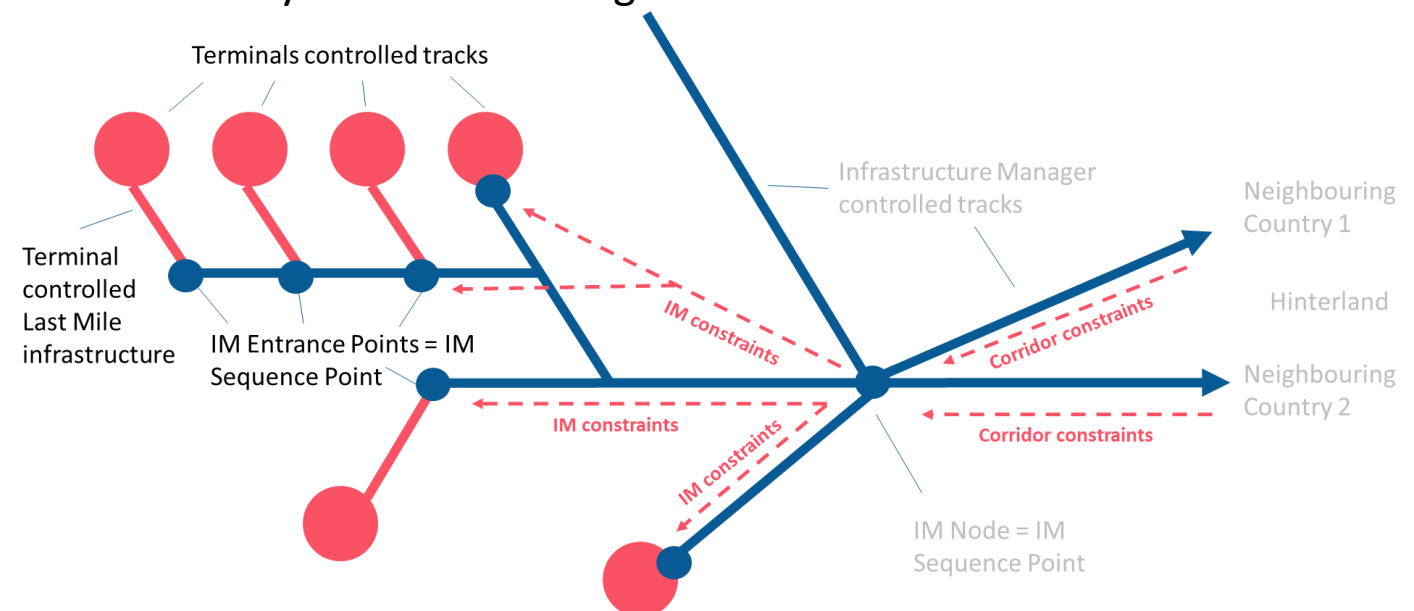 Terminals controlled tracks
Infrastructure Manager
controlled tracks
Neighbouring
Country 1
Terminal
controlled
Last Mile
infrastructure
Hinterland
IM constraints
Corridor constraints
IM Entrance Points = IM
Sequence Point
Neighbouring
Country 2
IM constraints
Corridor constraints
IM constraints
IM Node = IM
Sequence Point